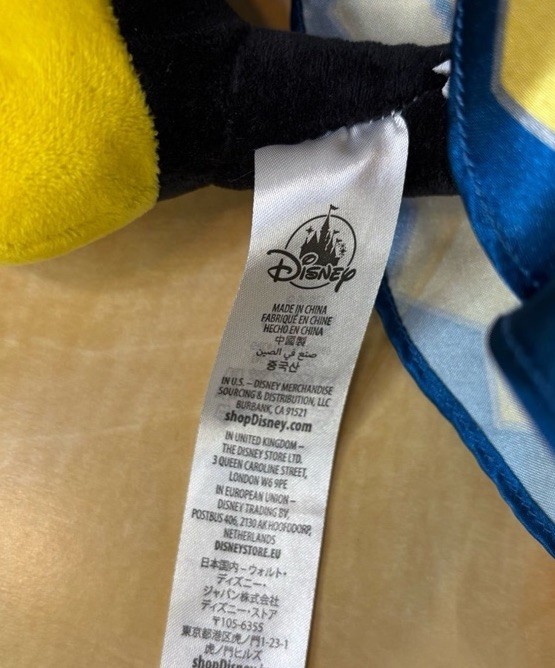 Disney
MADE IN CHINA
FABRIQUÉ EN CHINE
HECHO EN CHINA
中國製
صنع في الصين
중국산
IN U.S. – DISNEY MERCHANDISE
SOURCING & DISTRIBUTION, LLC
BURBANK, CA 91521
shopDisney.com
IN UNITED KINGDOM –
THE DISNEY STORE LTD.
3 QUEEN CAROLINE STREET,
LONDON W6 9PE
IN EUROPEAN UNION –
DISNEY TRADING BV,
POSTBUS 406, 2130 AK HOOFDDORP,
NETHERLANDS
DISNEYSTORE.EU
日本国内–ウォルト・
ディズニー・
ジャパン株式会社
ディズニー・ストア
〒105-6355
東京都港区虎ノ門1-23-1
虎ノ門ヒルズ